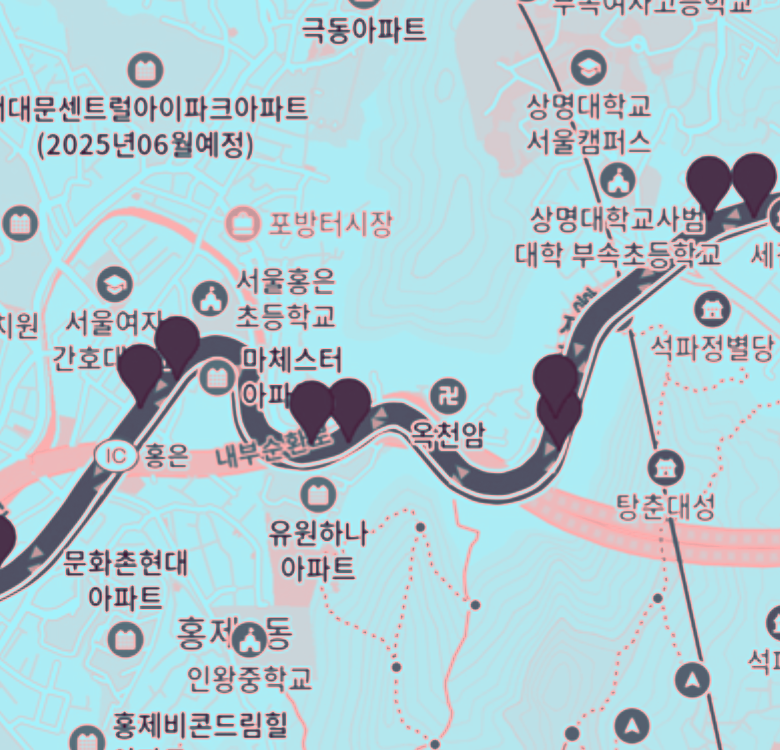 극동아파트
서대문센트럴아이파크아파트
(2025년06월예정)
상명대학교
서울캠퍼스
포방터시장
상명대학교사범
대학 부속초등학교
서울홍은
초등학교
서울여자
간호대
석파정별당
마체스터
아파
옥천암
내부순환로
IC 홍은
탕춘대성
유원하나
아파트
문화촌현대
아파트
인왕중학교
홍제비콘드림힐